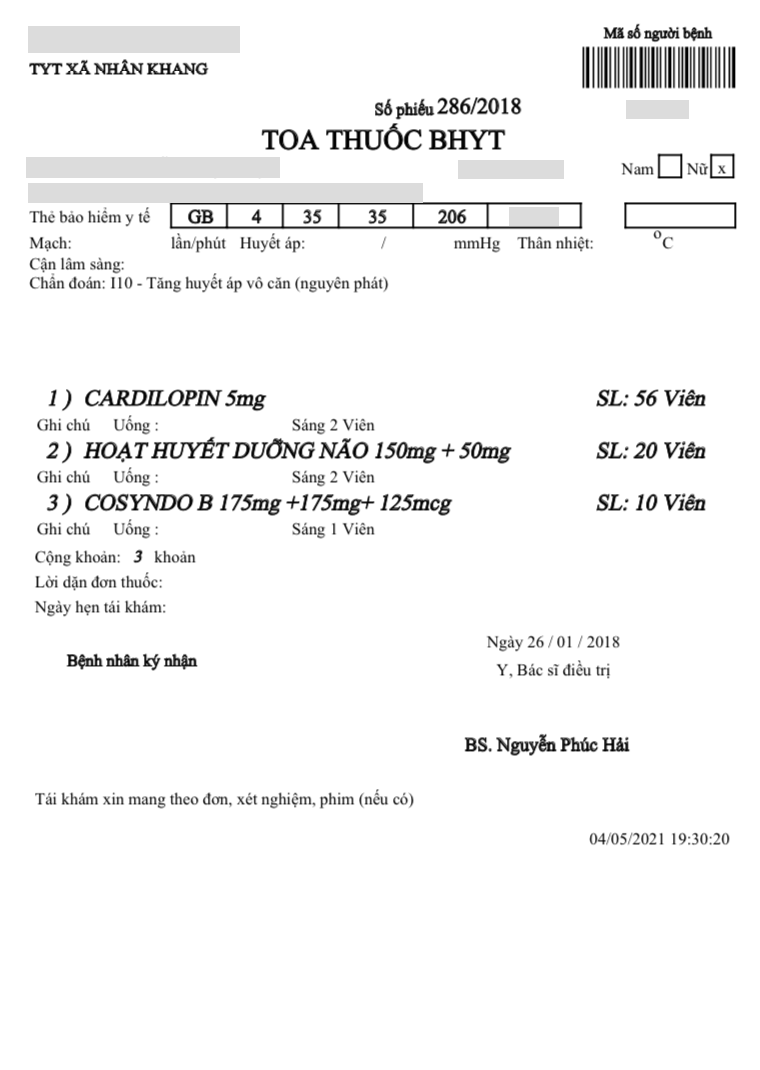 Mã số người bệnh
TYT XÃ NHÂN KHANG
Số phiếu 286/2018
TOA THUỐC BHYT
Nam Nữ x
Thẻ bảo hiểm y tế GB 4 35 35 206
Mạch: lần/phút Huyết áp: / mmHg Thân nhiệt: oC
Cận lâm sàng:
Chẩn đoán: I10 - Tăng huyết áp vô căn (nguyên phát)
1 ) CARDILOPIN 5mg SL: 56 Viên
Ghi chú Uống : Sáng 2 Viên
2 ) HOẠT HUYẾT DUỠNG NÃO 150mg + 50mg SL: 20 Viên
Ghi chú Uống : Sáng 2 Viên
3 ) COSYNDO B 175mg +175mg+ 125mcg SL: 10 Viên
Ghi chú Uống : Sáng 1 Viên
Cộng khoản: 3 khoản
Lời dặn đơn thuốc:
Ngày hẹn tái khám:
Ngày 26 / 01 / 2018
Bệnh nhân ký nhận
Y, Bác sĩ điều trị
BS. Nguyễn Phúc Hải
Tái khám xin mang theo đơn, xét nghiệm, phim (nếu có)
04/05/2021 19:30:20